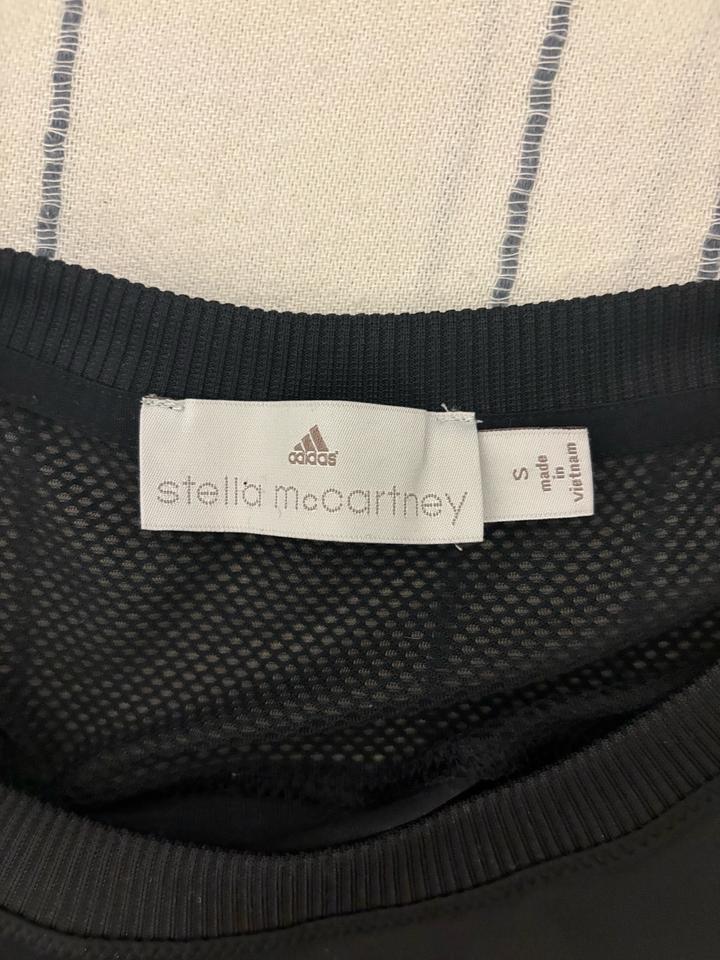 adidas
stella mccartney
S
made
in
vietnam